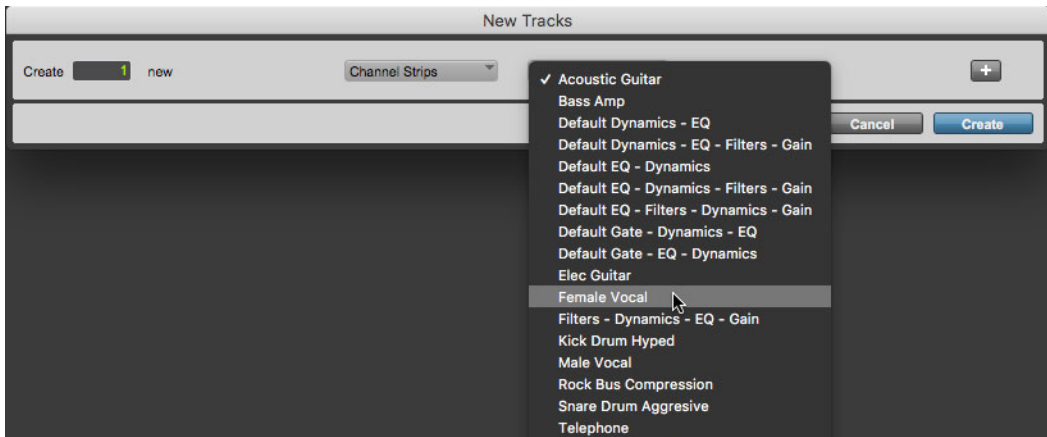 New Tracks
Create 1 new Channel Strips +
✓ Acoustic Guitar
Bass Amp
Default Dynamics - EQ
Default Dynamics - EQ - Filters - Gain
Default EQ - Dynamics
Default EQ - Dynamics - Filters - Gain
Default EQ - Filters - Dynamics - Gain
Default Gate - Dynamics - EQ
Default Gate - EQ - Dynamics
Elec Guitar
Female Vocal
Filters - Dynamics - EQ - Gain
Kick Drum Hyped
Male Vocal
Rock Bus Compression
Snare Drum Aggresive
Telephone
Cancel Create